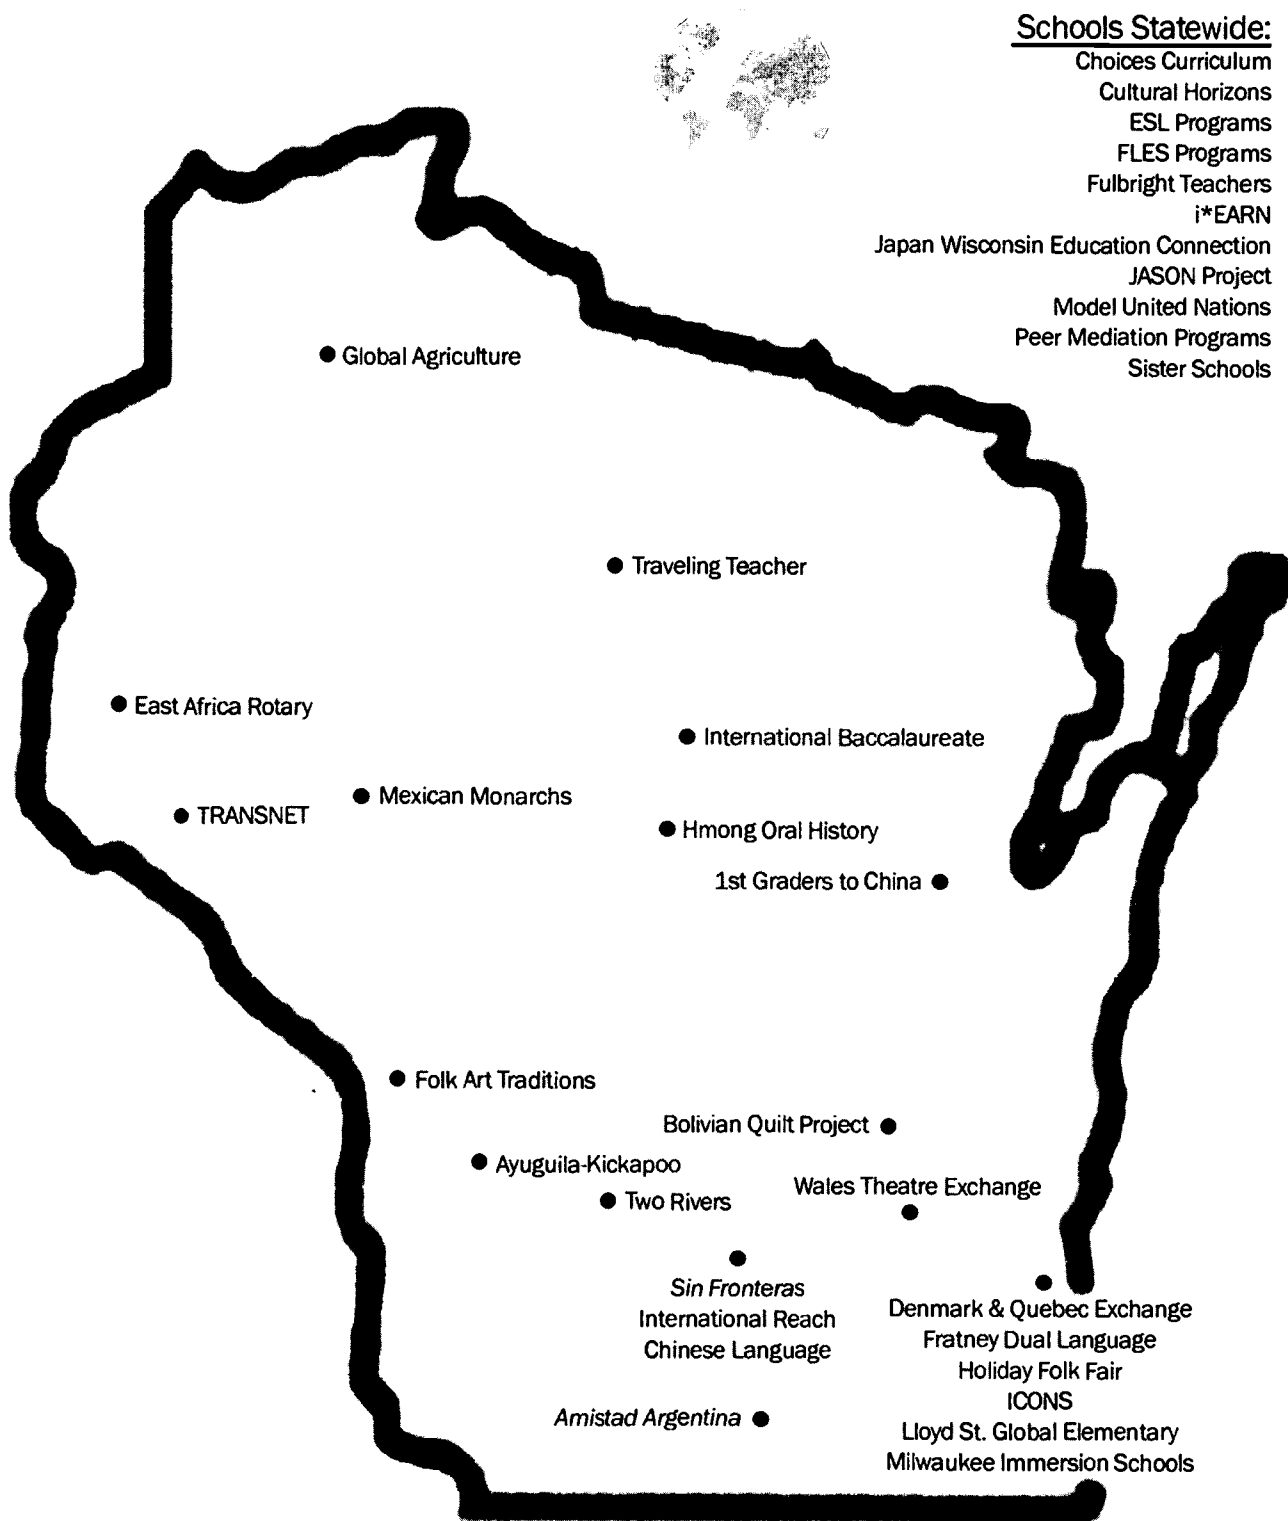 Schools Statewide:
Choices Curriculum
Cultural Horizons
ESL Programs
FLES Programs
Fulbright Teachers
i*EARN
Japan Wisconsin Education Connection
JASON Project
Model United Nations
Peer Mediation Programs
Sister Schools
Global Agriculture
Traveling Teacher
East Africa Rotary
International Baccalaureate
Mexican Monarchs
TRANSNET
Hmong Oral History
1st Graders to China
Folk Art Traditions
Bolivian Quilt Project
Ayuguila-Kickapoo
Wales Theatre Exchange
Two Rivers
Sin Fronteras
International Reach
Chinese Language
Denmark & Quebec Exchange
Fratney Dual Language
Holiday Folk Fair
ICONS
Lloyd St. Global Elementary
Milwaukee Immersion Schools
Amistad Argentina